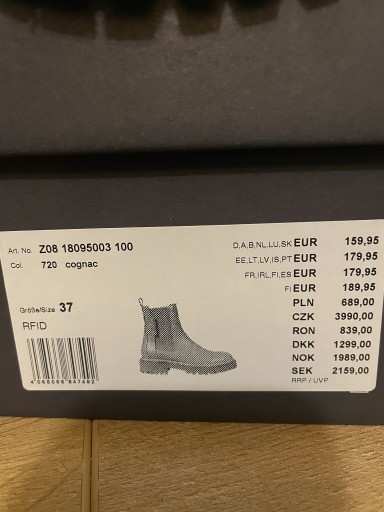 Art. No. Z08 18095003 100
Col. 720 cognac
Größe/Size 37
RFID
4 068066 847492
D,A,B,NL,LU,SK EUR 159,95
EE,LT,LV,IS,PT EUR 179,95
FR,IRL,FI,ES EUR 179,95
FI EUR 189,95
PLN 689,00
CZK 3990,00
RON 839,00
DKK 1299,00
NOK 1989,00
SEK 2159,00
RRP / UVP